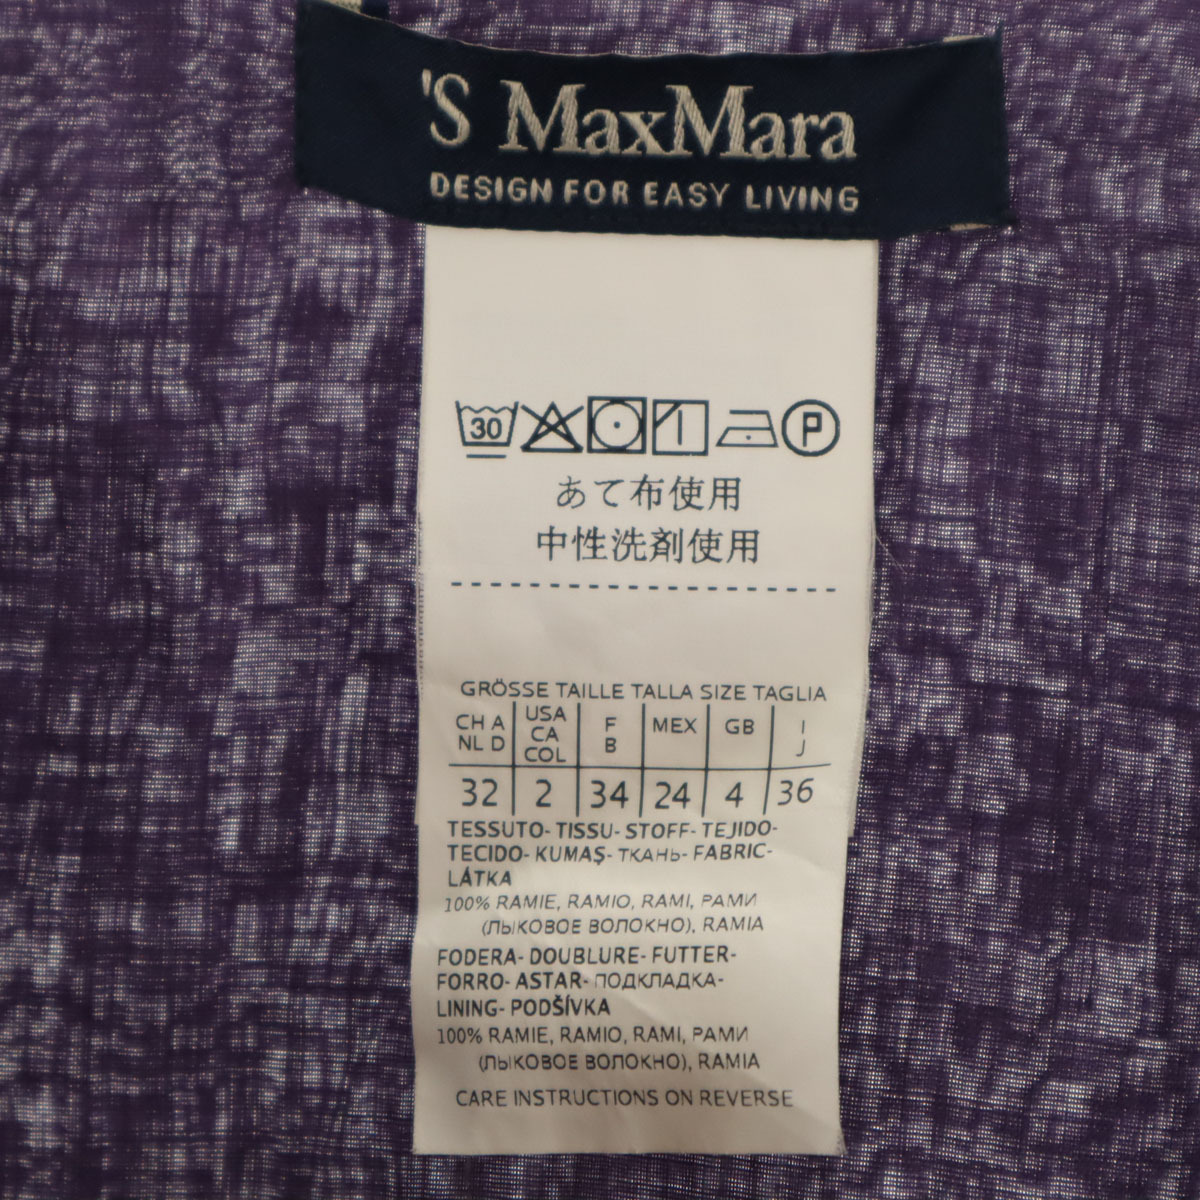 'S MaxMara
DESIGN FOR EASY LIVING
30 P
あて布使用
中性洗剤使用
GRÖSSE TAILLE TALLA SIZE TAGLIA
CH A NL D USA CA COL F B MEX GB I J
32 2 34 24 4 36
TESSUTO- TISSU- STOFF- TEJIDO-
TECIDO- KUMAŞ- ТКАНЬ- FABRIC-
LÁTKA
100% RAMIE, RAMIO, RAMI, РАМИ
(ЛЫКОВОЕ ВОЛОКНО), RAMIA
FODERA- DOUBLURE- FUTTER-
FORRO- ASTAR- ПОДКЛАДКА-
LINING- PODŠÍVKA
100% RAMIE, RAMIO, RAMI, РАМИ
(ЛЫКОВОЕ ВОЛОКНО), RAMIA
CARE INSTRUCTIONS ON REVERSE